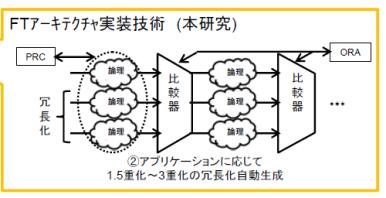 FTアーキテクチャ実装技術 (本研究)
PRC
ORA
論理
論理
論理
論理
論理
論理
比較器
比較器
冗長化
…
②アプリケーションに応じて
1.5重化~3重化の冗長化自動生成